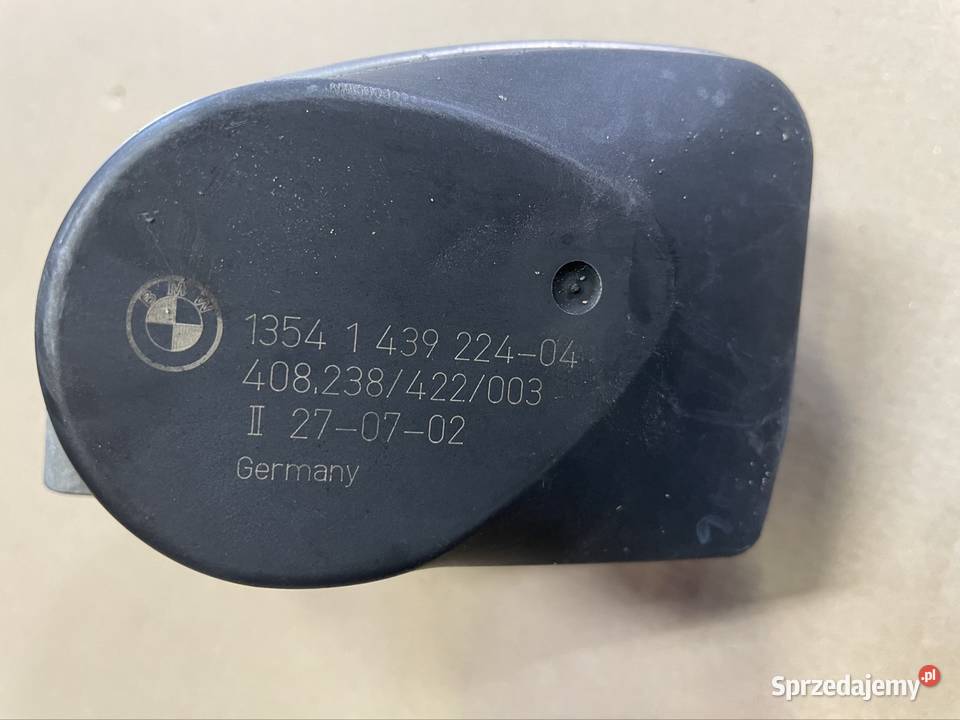 BMW
1354 1 439 224-04
408.238/422/003
II 27-07-02
Germany
Sprzedajemy.pl